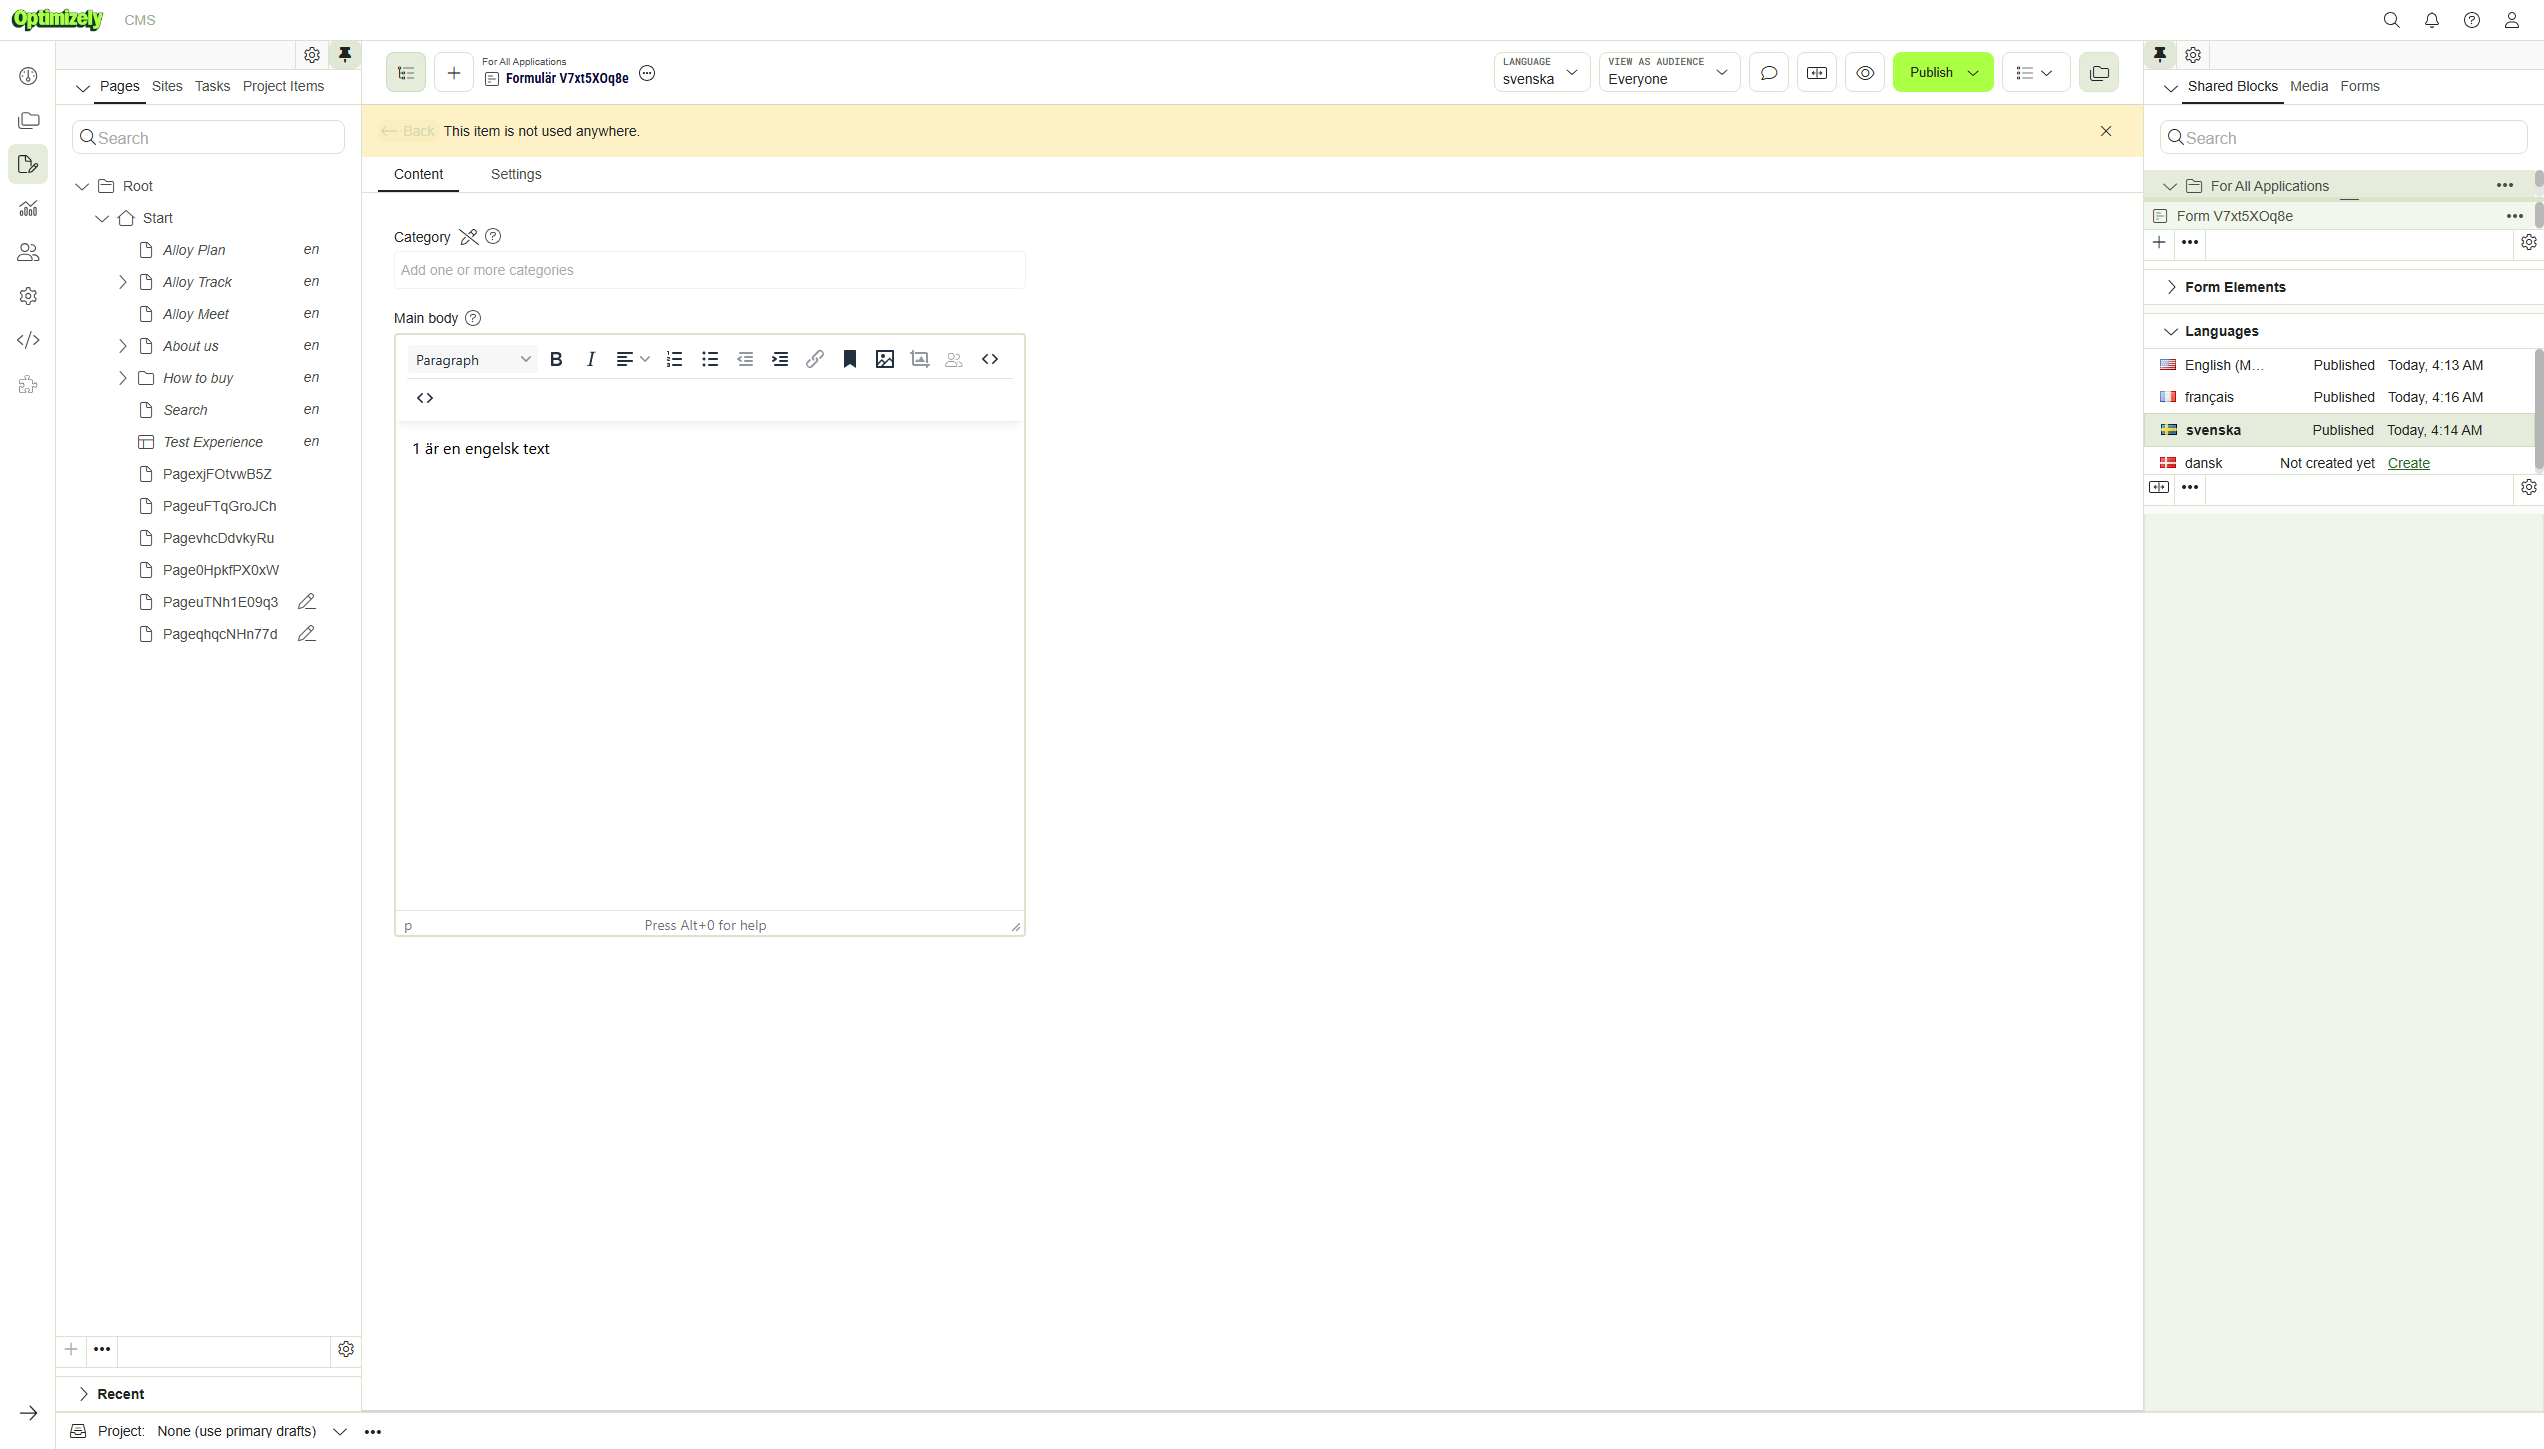 Optimizely CMS
Pages Sites Tasks Project Items
Search
Root
Start
Alloy Plan en
Alloy Track en
Alloy Meet en
About us en
How to buy en
Search en
Test Experience en
PagexjFOtvwB5Z
PageuFTqGroJCh
PagevhcDdvkyRu
Page0HpkfPX0xW
PageuTNh1E09q3
PageqhqcNHn77d
Recent
Project: None (use primary drafts)
For All Applications
Formulär V7xt5XOq8e
LANGUAGE
svenska
VIEW AS AUDIENCE
Everyone
Publish
Back This item is not used anywhere.
Content Settings
Category
Add one or more categories
Main body
Paragraph
1 är en engelsk text
p Press Alt+0 for help
Shared Blocks Media Forms
Search
For All Applications
Form V7xt5XOq8e
Form Elements
Languages
English (M... Published Today, 4:13 AM
français Published Today, 4:16 AM
svenska Published Today, 4:14 AM
dansk Not created yet Create